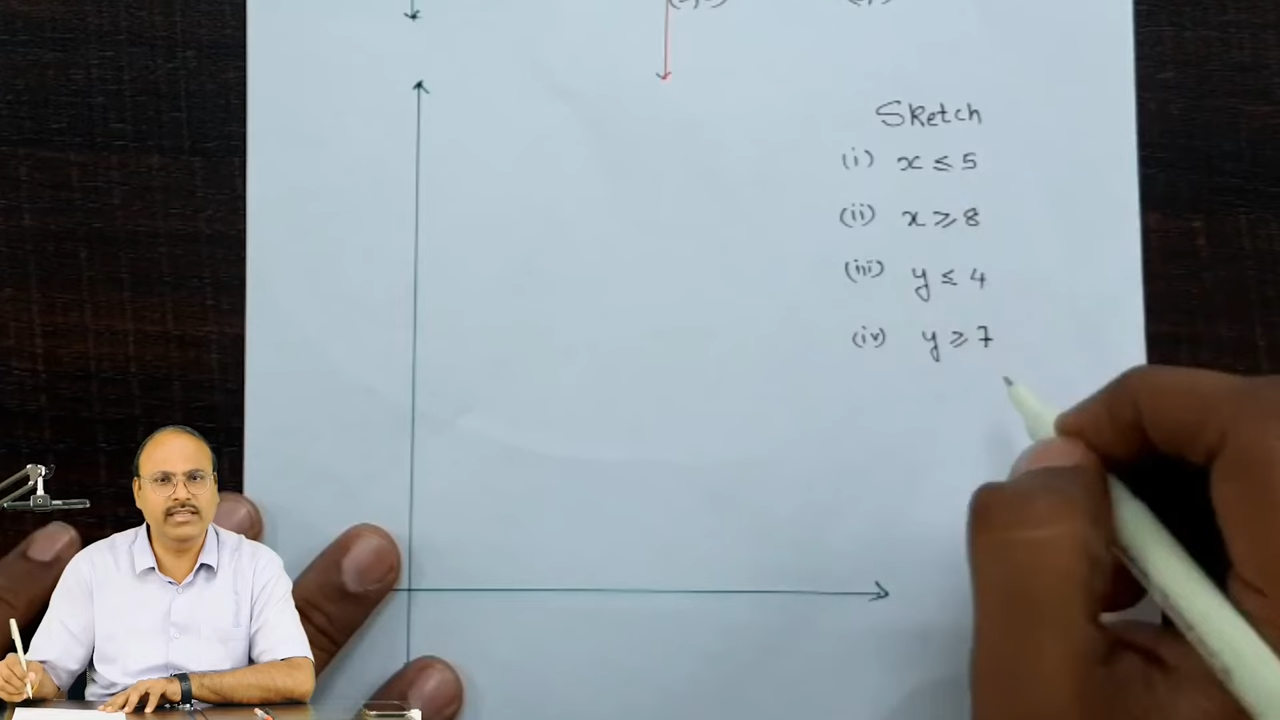 Sketch
(i) x ≤ 5
(ii) x ≥ 8
(iii) y ≤ 4
(iv) y ≥ 7